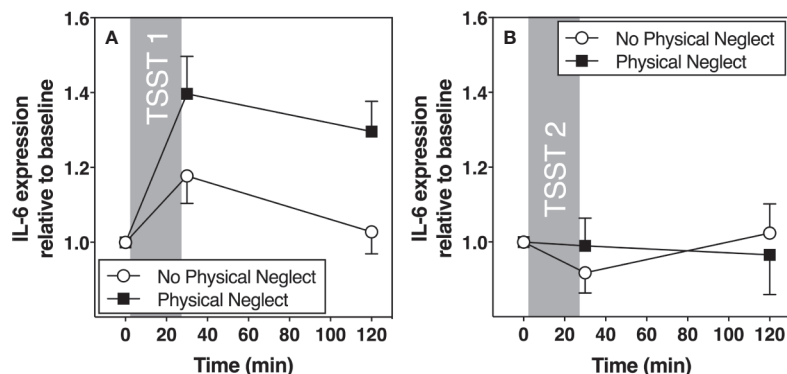 A
TSST 1
IL-6 expression
relative to baseline
1.6
1.4
1.2
1.0
No Physical Neglect
Physical Neglect
0 20 40 60 80 100 120
Time (min)
B
TSST 2
IL-6 expression
relative to baseline
1.6
1.4
1.2
1.0
No Physical Neglect
Physical Neglect
0 20 40 60 80 100 120
Time (min)